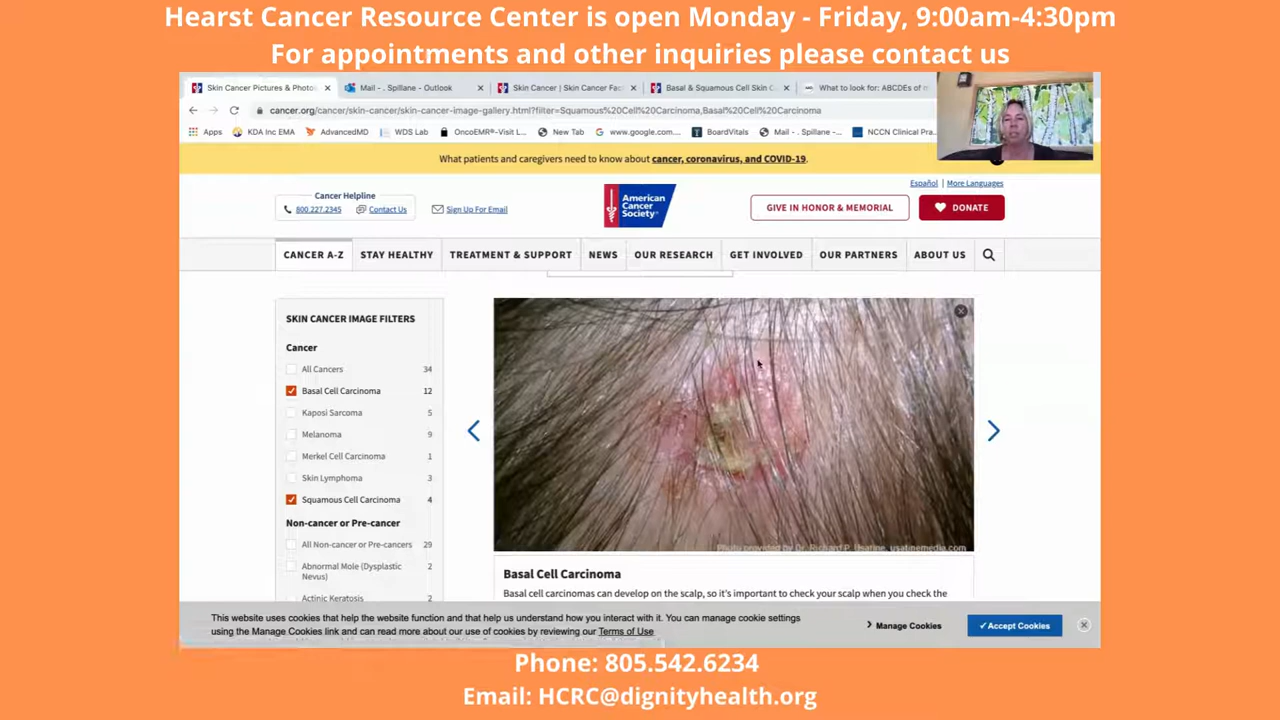 Hearst Cancer Resource Center is open Monday - Friday, 9:00am-4:30pm
For appointments and other inquiries please contact us
Skin Cancer Pictures & Photo
Mail - . Spillane - Outlook
Skin Cancer | Skin Cancer Fac
Basal & Squamous Cell Skin C
What to look for: ABCDEs of m
cancer.org/cancer/skin-cancer/skin-cancer-image-gallery.html?filter=Squamous%20Cell%20Carcinoma,Basal%20Cell%20Carcinoma
Apps KDA Inc EMA AdvancedMD WDS Lab OncoEMR®-Visit L... New Tab www.google.com.... BoardVitals Mail - . Spillane -... NCCN Clinical Pra...
What patients and caregivers need to know about cancer, coronavirus, and COVID-19.
Español | More Languages
Cancer Helpline
800.227.2345 Contact Us
Sign Up For Email
American
Cancer
Society
GIVE IN HONOR & MEMORIAL
DONATE
CANCER A-Z STAY HEALTHY TREATMENT & SUPPORT NEWS OUR RESEARCH GET INVOLVED OUR PARTNERS ABOUT US
SKIN CANCER IMAGE FILTERS
Cancer
All Cancers 34
Basal Cell Carcinoma 12
Kaposi Sarcoma 5
Melanoma 9
Merkel Cell Carcinoma 1
Skin Lymphoma 3
Squamous Cell Carcinoma 4
Non-cancer or Pre-cancer
All Non-cancer or Pre-cancers 29
Abnormal Mole (Dysplastic 2
Nevus)
Actinic Keratosis 2
Photo provided by Dr. Richard P. Usatine, usatinemedia.com
Basal Cell Carcinoma
Basal cell carcinomas can develop on the scalp, so it's important to check your scalp when you check the
This website uses cookies that help the website function and that help us understand how you interact with it. You can manage cookie settings
using the Manage Cookies link and can read more about our use of cookies by reviewing our Terms of Use
Manage Cookies
✓Accept Cookies
Phone: 805.542.6234
Email: HCRC@dignityhealth.org